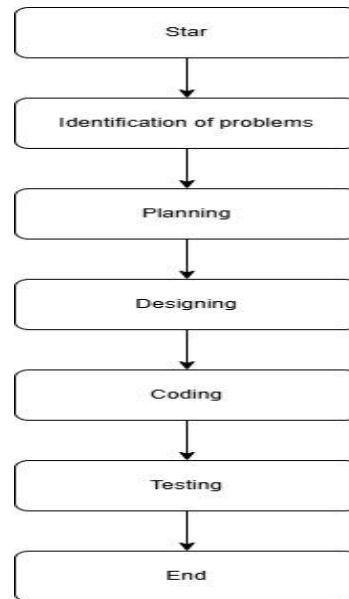 Star
Identification of problems
Planning
Designing
Coding
Testing
End